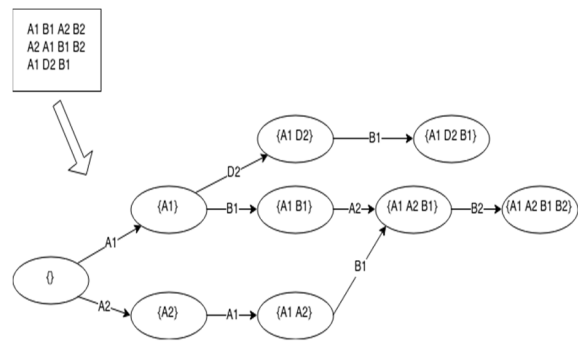 A1 B1 A2 B2
A2 A1 B1 B2
A1 D2 B1
{A1 D2}
B1
{A1 D2 B1}
D2
{A1}
B1
{A1 B1}
A2
{A1 A2 B1}
B2
{A1 A2 B1 B2}
A1
B1
{}
A2
{A2}
A1
{A1 A2}